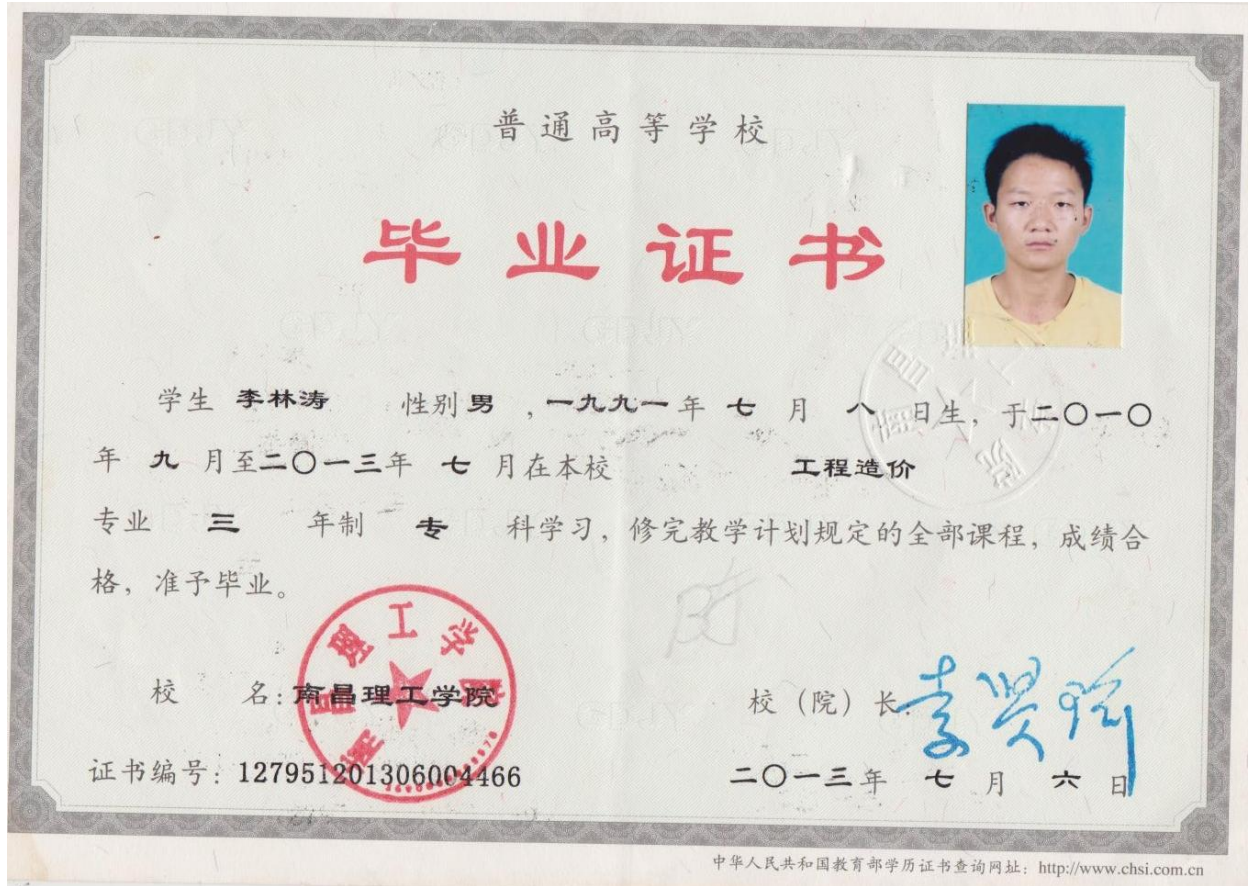 普通高等学校
毕业证书
学生 李林涛 性别 男 ，一九九一 年 七 月 八 日生，于二〇一〇
年 九 月至二〇一三年 七 月在本校 工程造价
专业 三 年制 专 科学习，修完教学计划规定的全部课程，成绩合
格，准予毕业。
校 名：南昌理工学院
校（院）长：
证书编号：127951201306004466
二〇一三年 七 月 六 日
中华人民共和国教育部学历证书查询网址：http://www.chsi.com.cn